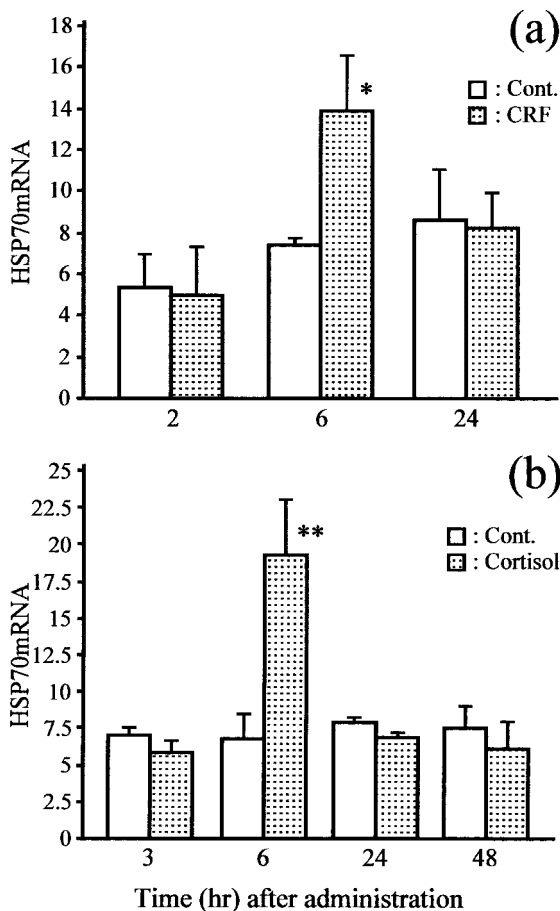 (a)
18
16
14
12
10
8
6
4
2
0
HSP70mRNA
*
: Cont.
: CRF
2 6 24
(b)
25
22.5
20
17.5
15
12.5
10
7.5
5
2.5
0
HSP70mRNA
**
: Cont.
: Cortisol
3 6 24 48
Time (hr) after administration